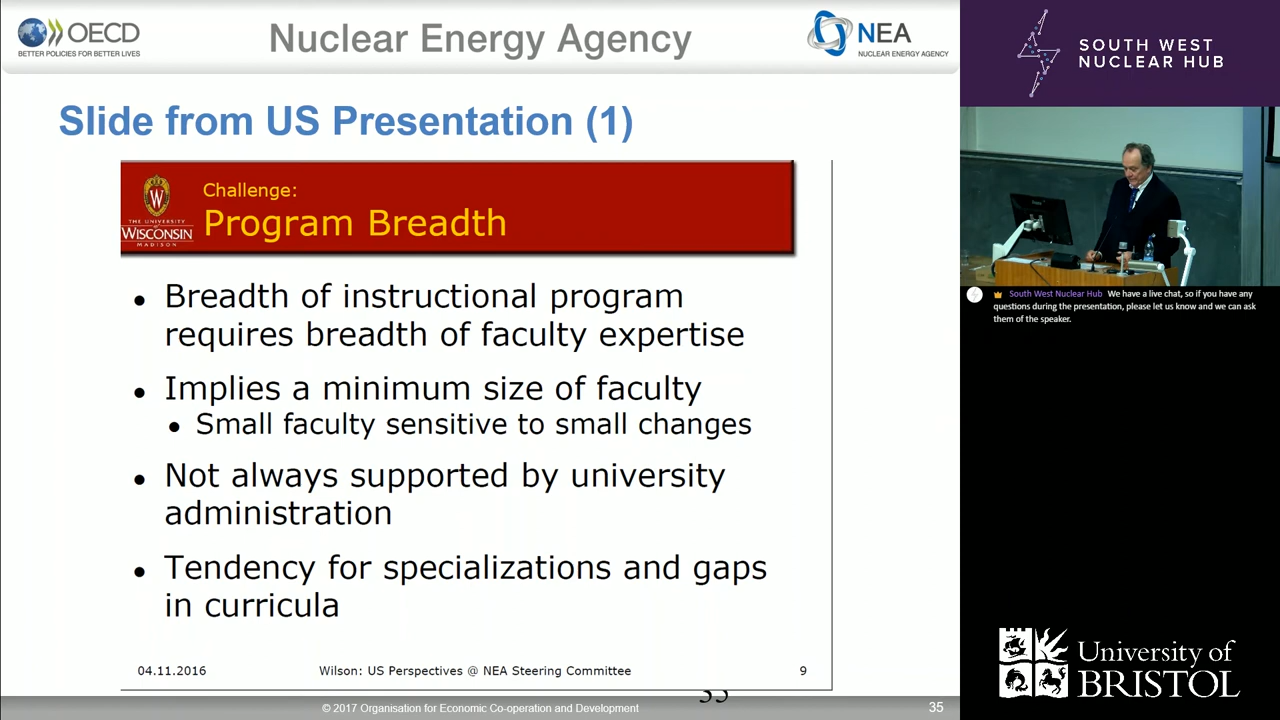 OECD
BETTER POLICIES FOR BETTER LIVES
Nuclear Energy Agency
NEA
NUCLEAR ENERGY AGENCY
Slide from US Presentation (1)
W
THE UNIVERSITY
of
WISCONSIN
MADISON
Challenge:
Program Breadth
• Breadth of instructional program
requires breadth of faculty expertise
• Implies a minimum size of faculty
• Small faculty sensitive to small changes
• Not always supported by university
administration
• Tendency for specializations and gaps
in curricula
04.11.2016 Wilson: US Perspectives @ NEA Steering Committee 9
© 2017 Organisation for Economic Co-operation and Development
35
SOUTH WEST
NUCLEAR HUB
South West Nuclear Hub We have a live chat, so if you have any
questions during the presentation, please let us know and we can ask
them of the speaker.
University of
BRISTOL